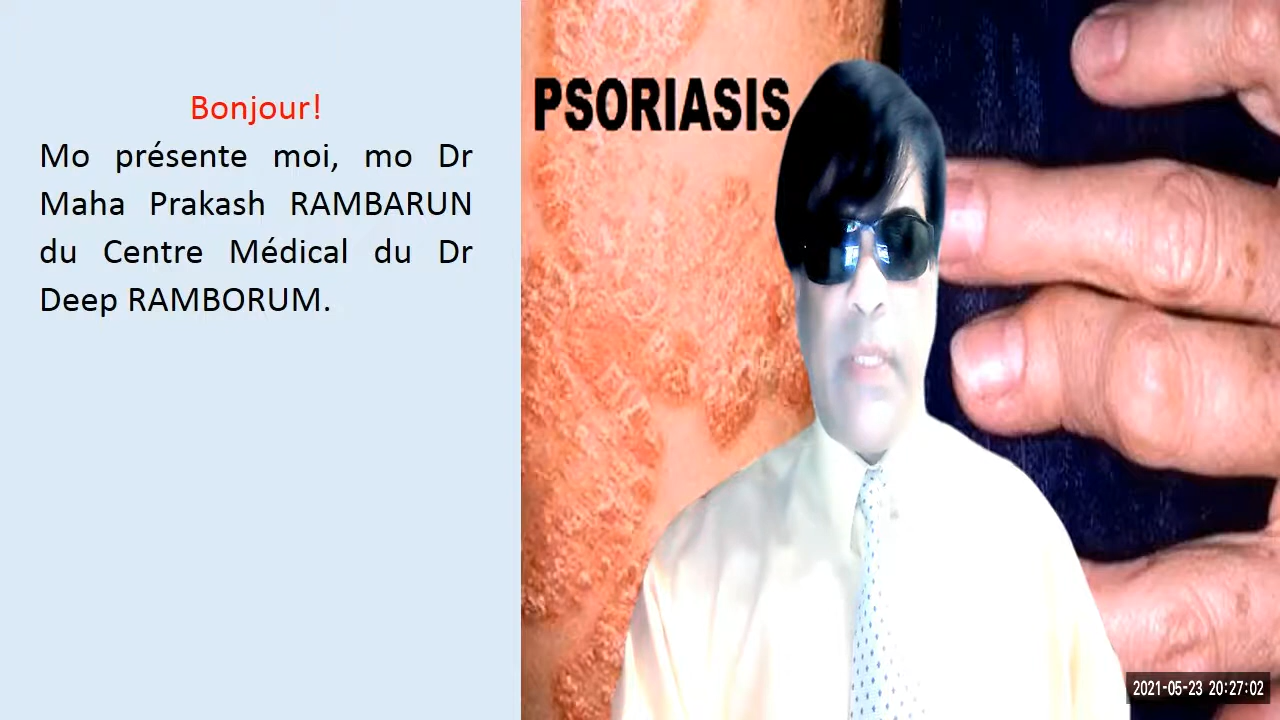 Bonjour!
Mo présente moi, mo Dr
Maha Prakash RAMBARUN
du Centre Médical du Dr
Deep RAMBORUM.
PSORIASIS
2021-05-23 20:27:02